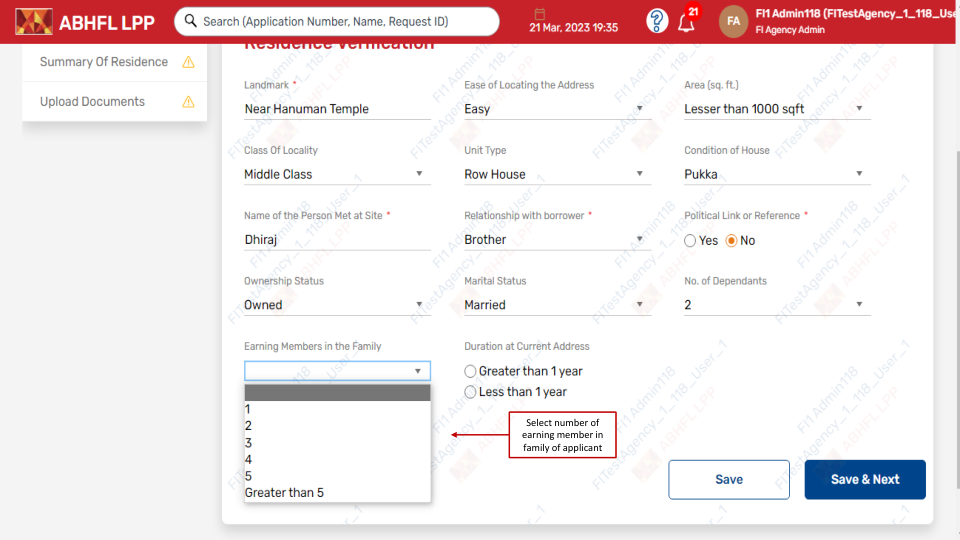 ABHFL LPP
Search (Application Number, Name, Request ID)
21 Mar, 2023 19:35
?
21
FA
FI1 Admin118 (FITestAgency_1_118_Use
FI Agency Admin
Residence Verification
Summary Of Residence
Upload Documents
Landmark *
Near Hanuman Temple
Ease of Locating the Address
Easy
Area (sq. ft.)
Lesser than 1000 sqft
Class Of Locality
Middle Class
Unit Type
Row House
Condition of House
Pukka
Name of the Person Met at Site *
Dhiraj
Relationship with borrower *
Brother
Political Link or Reference *
Yes
No
Ownership Status
Owned
Marital Status
Married
No. of Dependants
2
Earning Members in the Family
1
2
3
4
5
Greater than 5
Duration at Current Address
Greater than 1 year
Less than 1 year
Select number of
earning member in
family of applicant
Save
Save & Next
FI1 Admin118
FITestAgency_1_118_User_1
ABHFL LPP